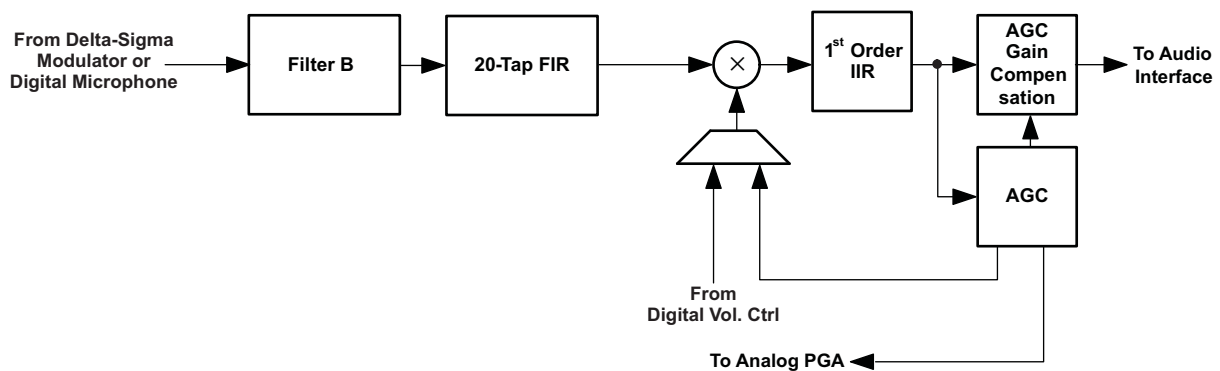 From Delta-Sigma
Modulator or
Digital Microphone
Filter B
20-Tap FIR
×
1st Order
IIR
AGC
Gain
Compen
sation
To Audio
Interface
AGC
From
Digital Vol. Ctrl
To Analog PGA